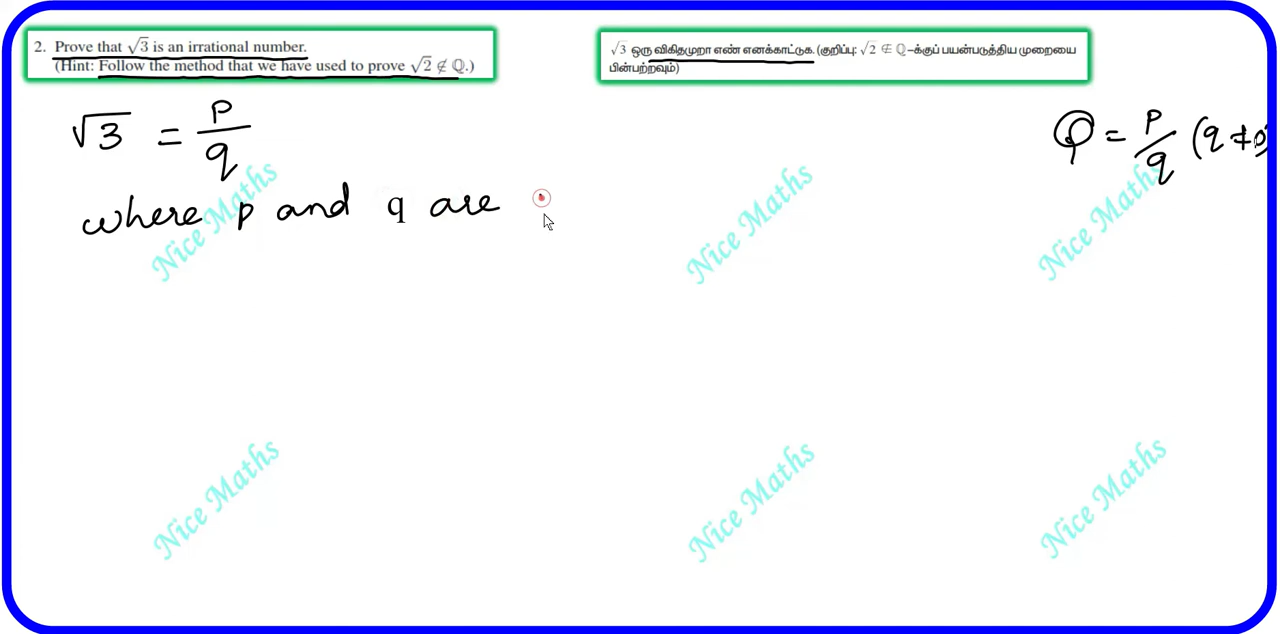 2. Prove that √3 is an irrational number.
(Hint: Follow the method that we have used to prove √2 ∉ ℚ.)
√3 ஒரு விகிதமுறா எண் எனக்காட்டுக. (குறிப்பு: √2 ∉ ℚ–க்குப் பயன்படுத்திய முறையை
பின்பற்றவும்)
√3 = p/q
Q = p/q (q ≠ 0)
where p and q are
Nice Maths
Nice Maths
Nice Maths
Nice Maths
Nice Maths
Nice Maths